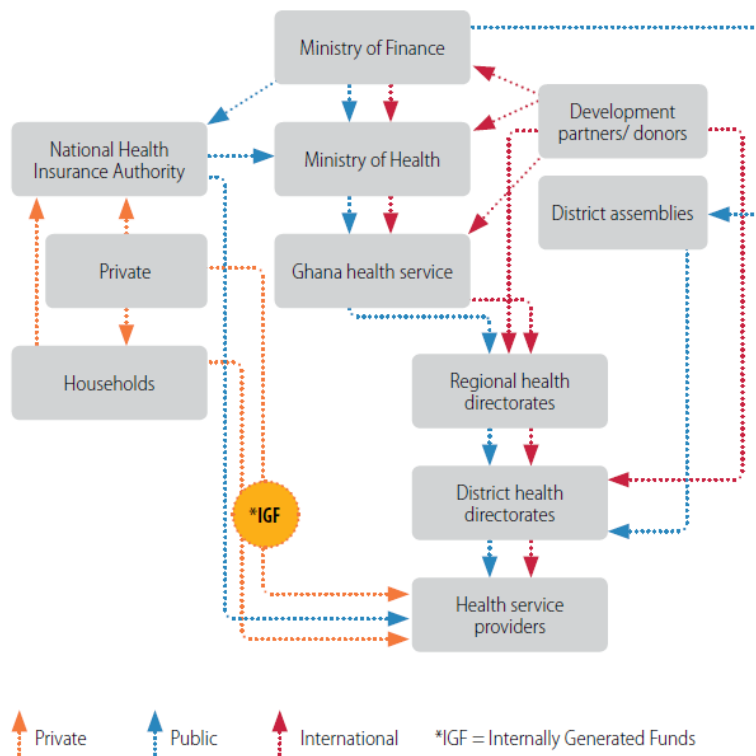 Ministry of Finance
Development
partners/ donors
National Health
Insurance Authority
Ministry of Health
District assemblies
Private
Ghana health service
Households
Regional health
directorates
District health
directorates
*IGF
Health service
providers
Private
Public
International
*IGF = Internally Generated Funds